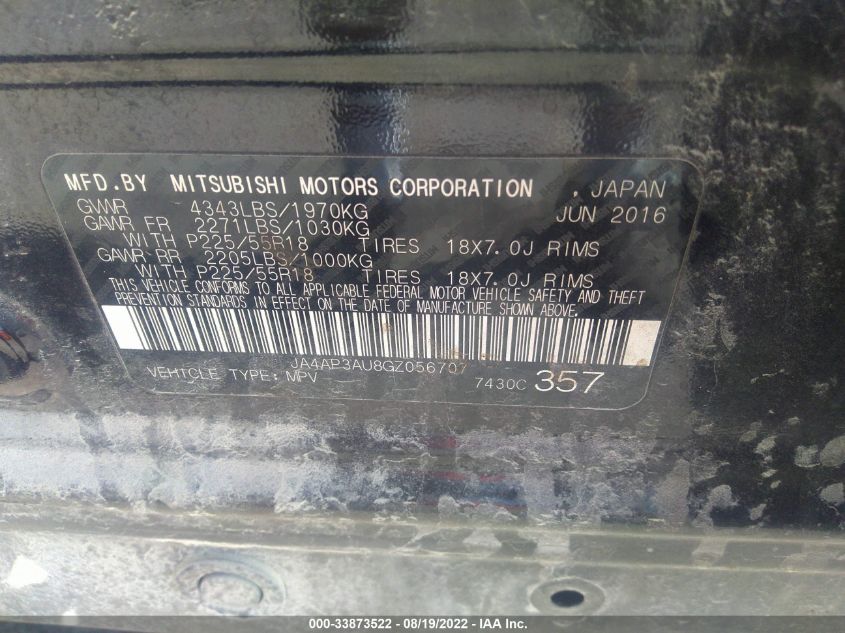 MFD.BY MITSUBISHI MOTORS CORPORATION . JAPAN
GVWR 4343LBS/1970KG JUN 2016
GAWR FR 2271LBS/1030KG
WITH P225/55R18 TIRES 18X7.0J RIMS
GAWR RR 2205LBS/1000KG
WITH P225/55R18 TIRES 18X7.0J RIMS
THIS VEHICLE CONFORMS TO ALL APPLICABLE FEDERAL MOTOR VEHICLE SAFETY AND THEFT
PREVENTION STANDARDS IN EFFECT ON THE DATE OF MANUFACTURE SHOWN ABOVE.
JA4AP3AU8GZ056707
VEHICLE TYPE: MPV 7430C 357
000-33873522 - 08/19/2022 - IAA Inc.